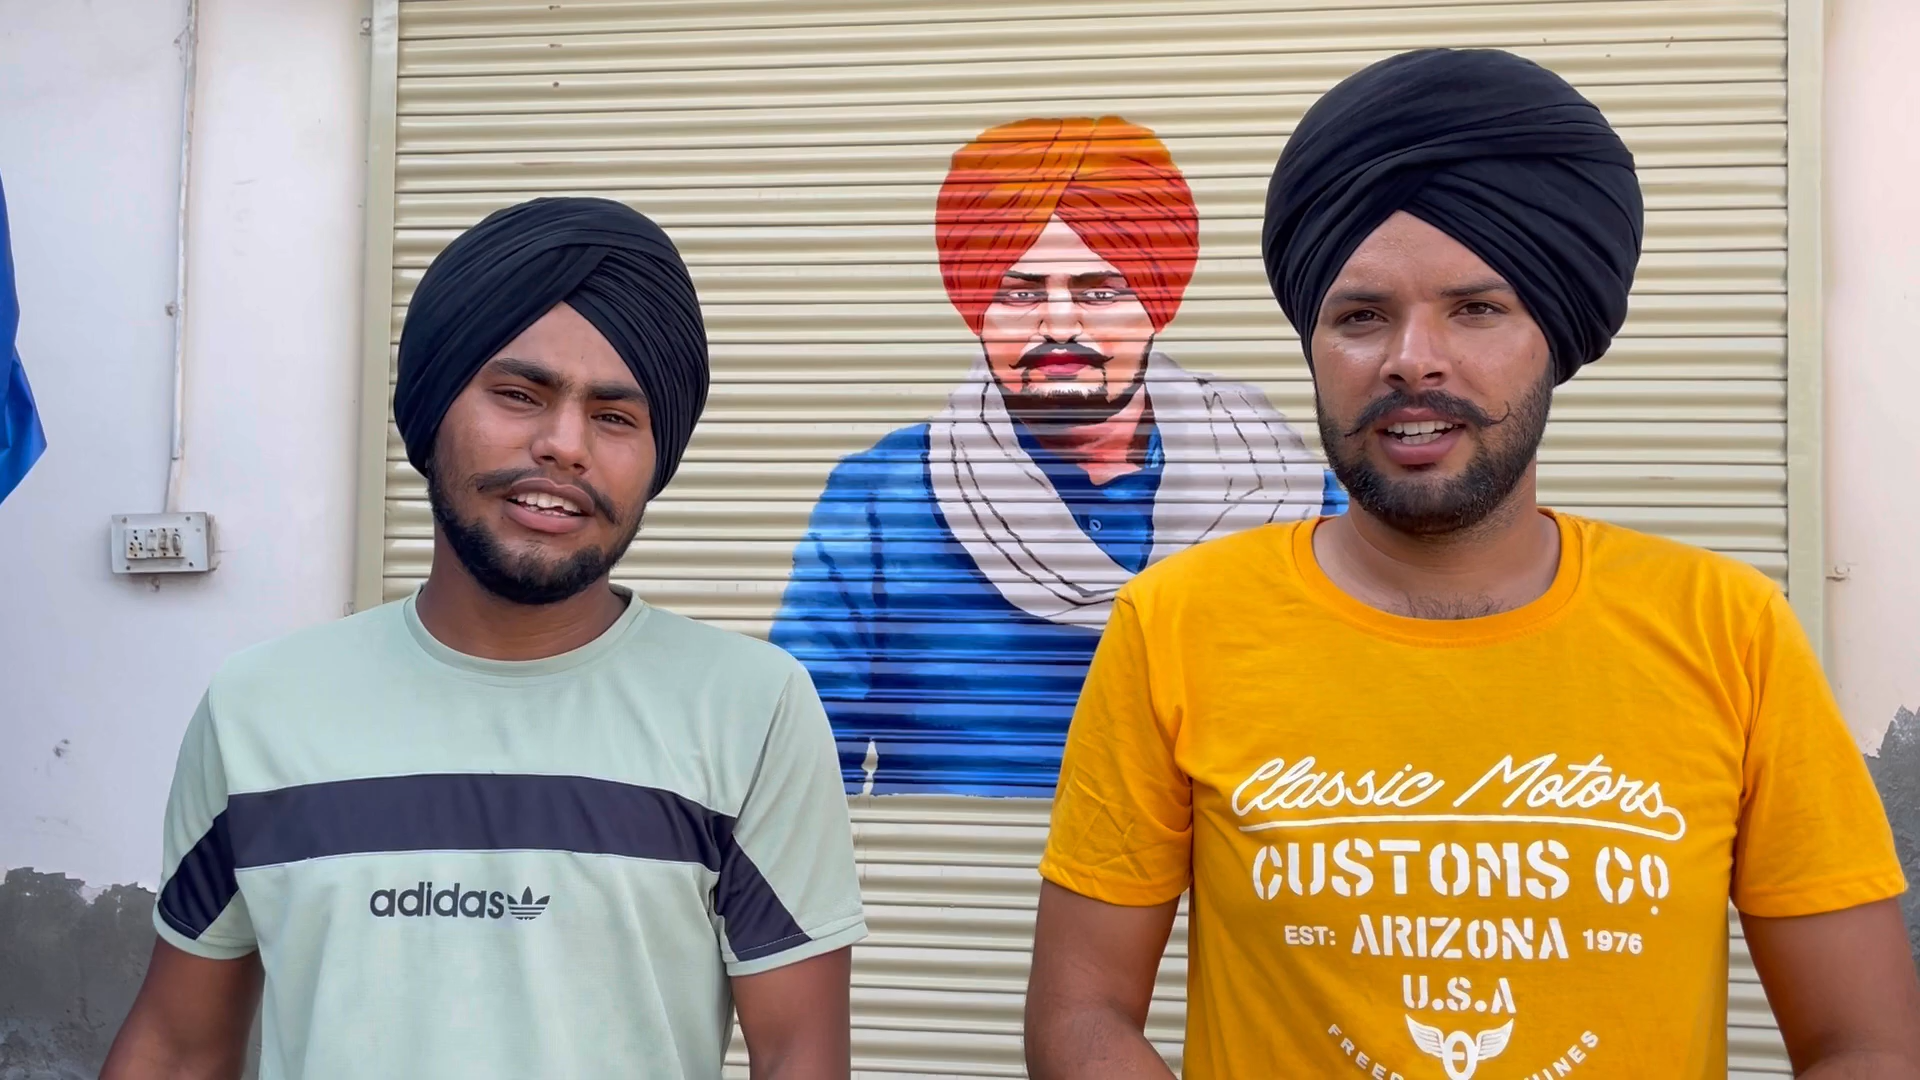 adidas
Classic Motors
CUSTOMS CO
EST: ARIZONA 1976
U.S.A